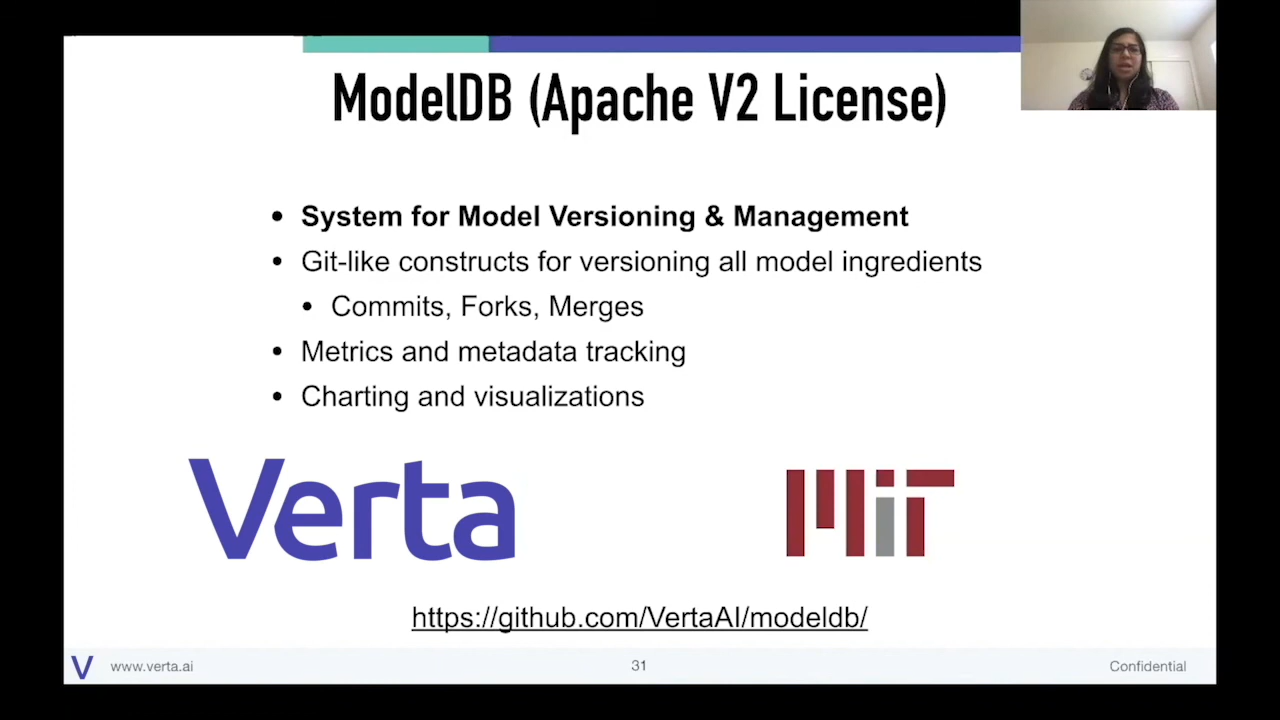 ModelDB (Apache V2 License)
• System for Model Versioning & Management
• Git-like constructs for versioning all model ingredients
• Commits, Forks, Merges
• Metrics and metadata tracking
• Charting and visualizations
Verta
MIT
https://github.com/VertaAI/modeldb/
V www.verta.ai
31
Confidential